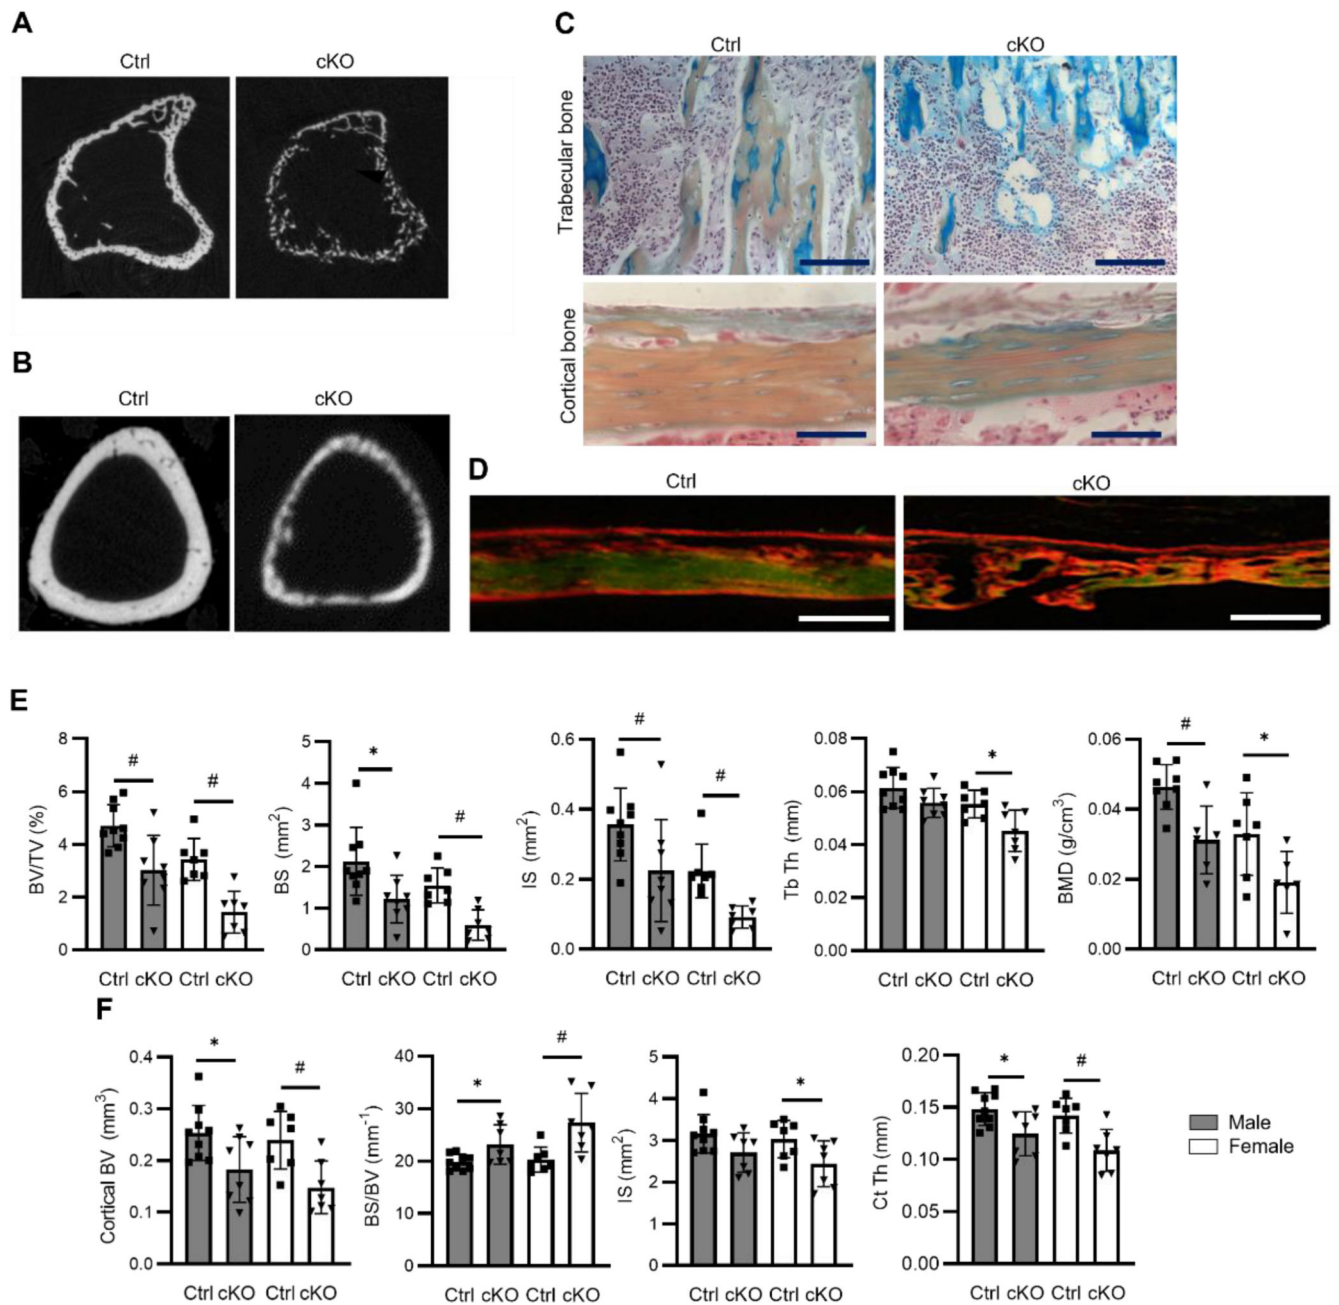 A
Ctrl
cKO
B
Ctrl
cKO
C
Ctrl
cKO
Trabecular bone
Cortical bone
D
Ctrl
cKO
E
BV/TV (%)
8
6
4
2
0
#
#
Ctrl cKO Ctrl cKO
BS (mm²)
5
4
3
2
1
0
*
#
Ctrl cKO Ctrl cKO
IS (mm²)
0.6
0.4
0.2
0.0
#
#
Ctrl cKO Ctrl cKO
Tb Th (mm)
0.08
0.06
0.04
0.02
0.00
*
Ctrl cKO Ctrl cKO
BMD (g/cm³)
0.06
0.04
0.02
0.00
#
*
Ctrl cKO Ctrl cKO
F
Cortical BV (mm³)
0.4
0.3
0.2
0.1
0.0
*
#
Ctrl cKO Ctrl cKO
BS/BV (mm⁻¹)
40
30
20
10
0
*
#
Ctrl cKO Ctrl cKO
IS (mm²)
5
4
3
2
1
0
*
Ctrl cKO Ctrl cKO
Ct Th (mm)
0.20
0.15
0.10
0.05
0.00
*
#
Ctrl cKO Ctrl cKO
Male
Female